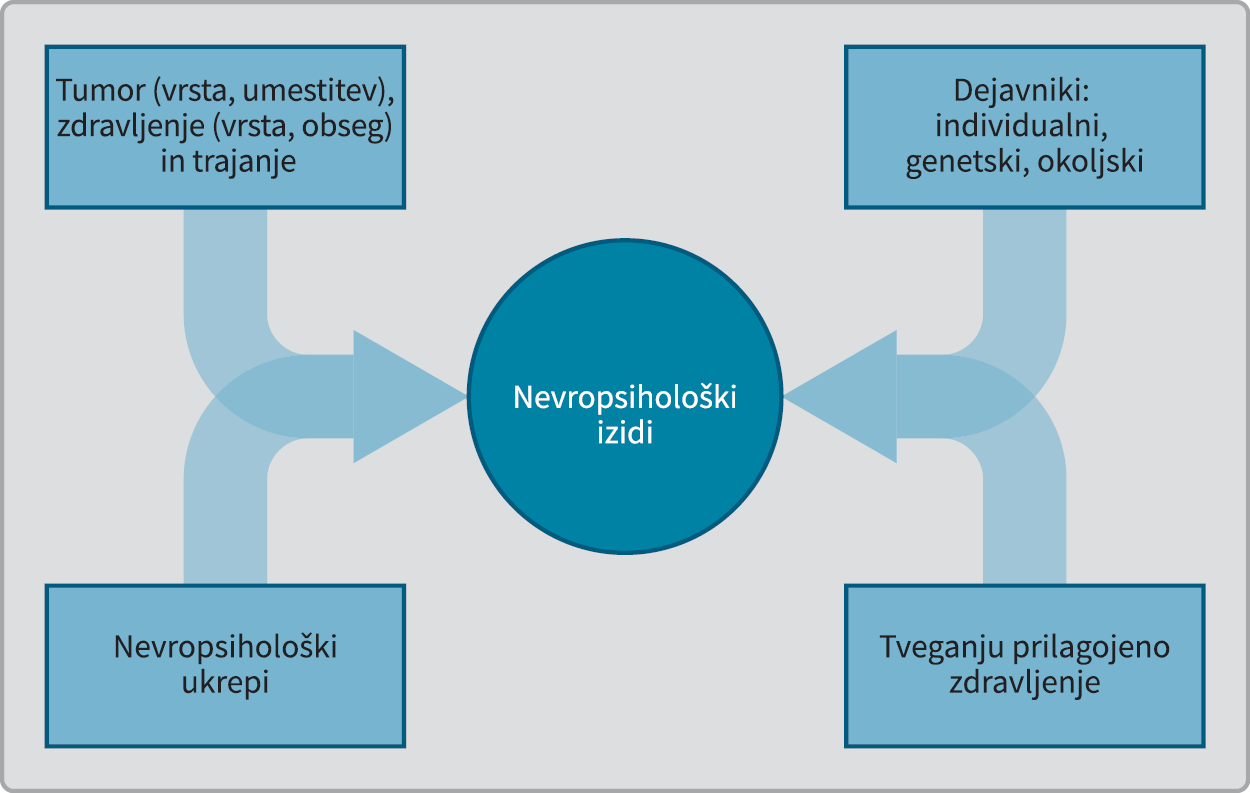 Tumor (vrsta, umestitev),
zdravljenje (vrsta, obseg)
in trajanje
Dejavniki:
individualni,
genetski, okoljski
Nevropsihološki
izidi
Nevropsihološki
ukrepi
Tveganju prilagojeno
zdravljenje